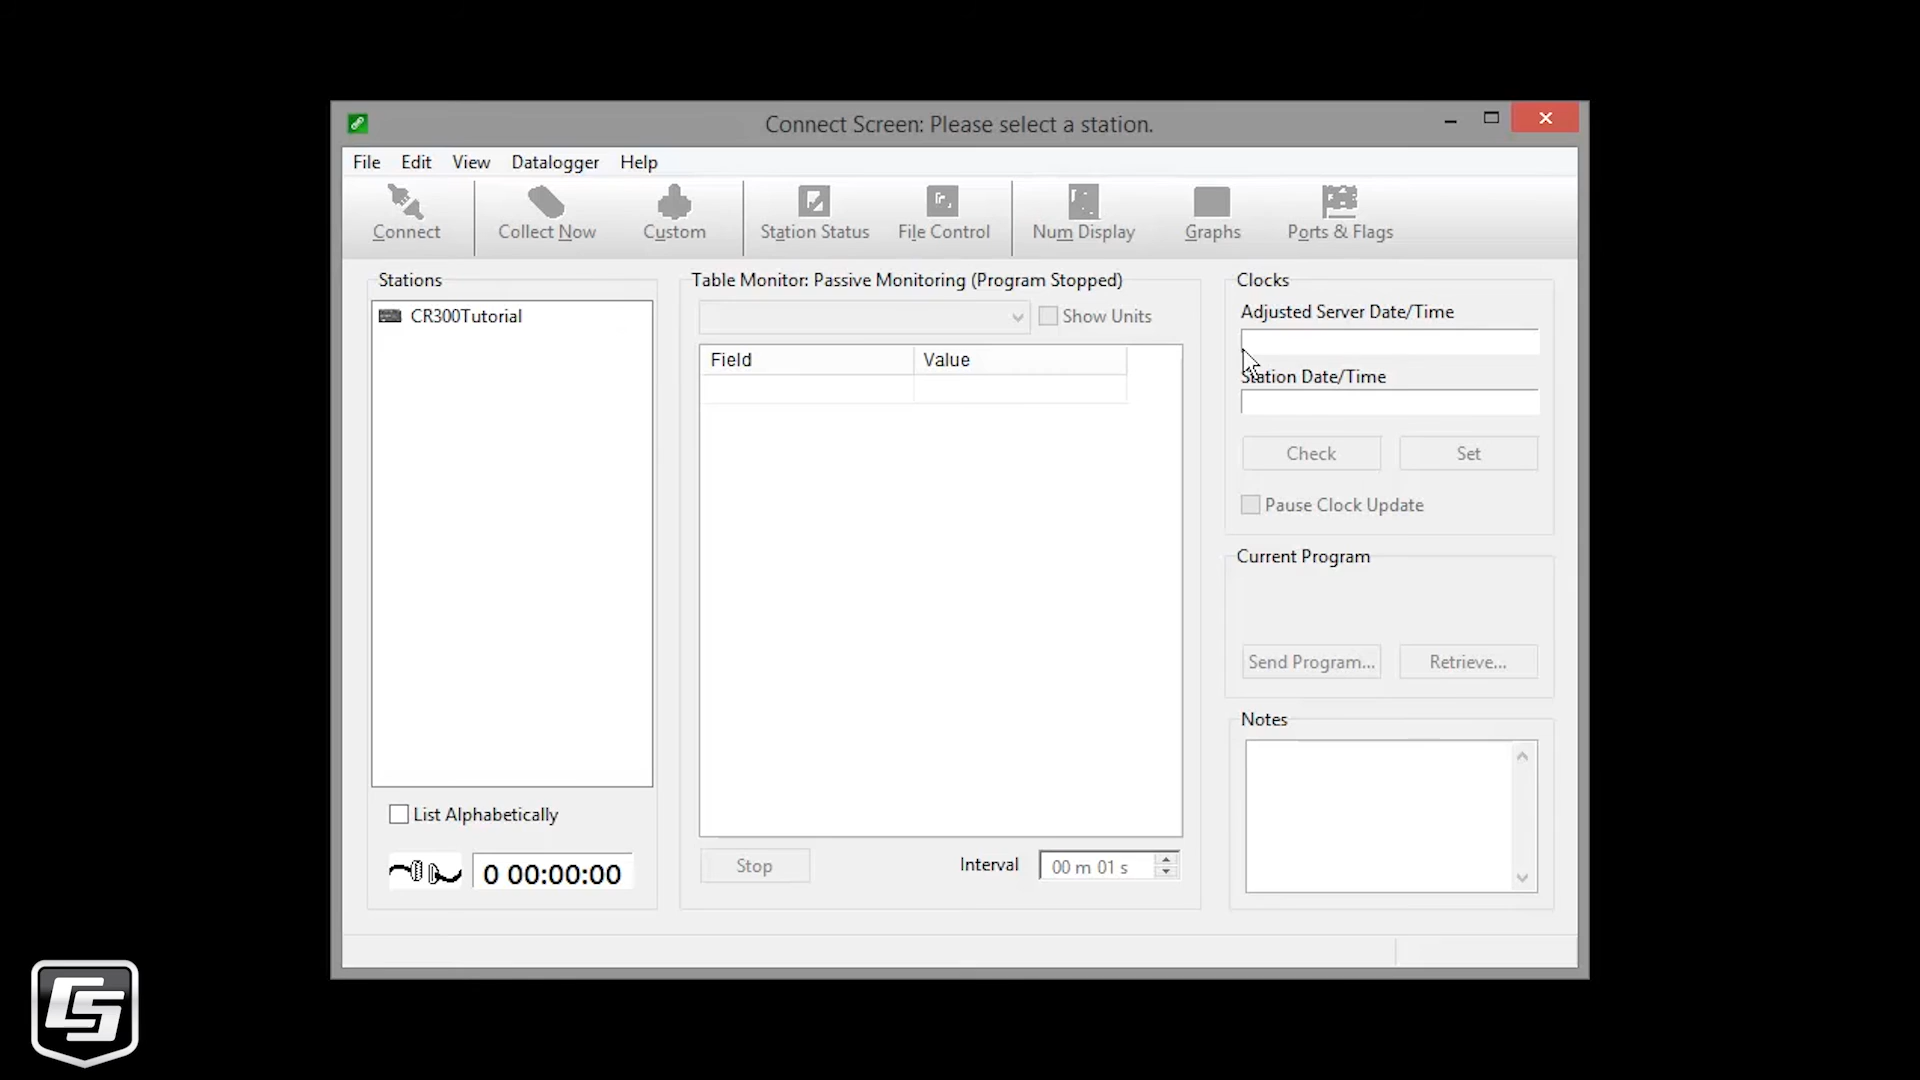 Connect Screen: Please select a station.
File Edit View Datalogger Help
Connect Collect Now Custom Station Status File Control Num Display Graphs Ports & Flags
Stations
CR300Tutorial
List Alphabetically
0 00:00:00
Table Monitor: Passive Monitoring (Program Stopped)
Show Units
Field Value
Stop Interval 00 m 01 s
Clocks
Adjusted Server Date/Time
Station Date/Time
Check Set
Pause Clock Update
Current Program
Send Program... Retrieve...
Notes
CS